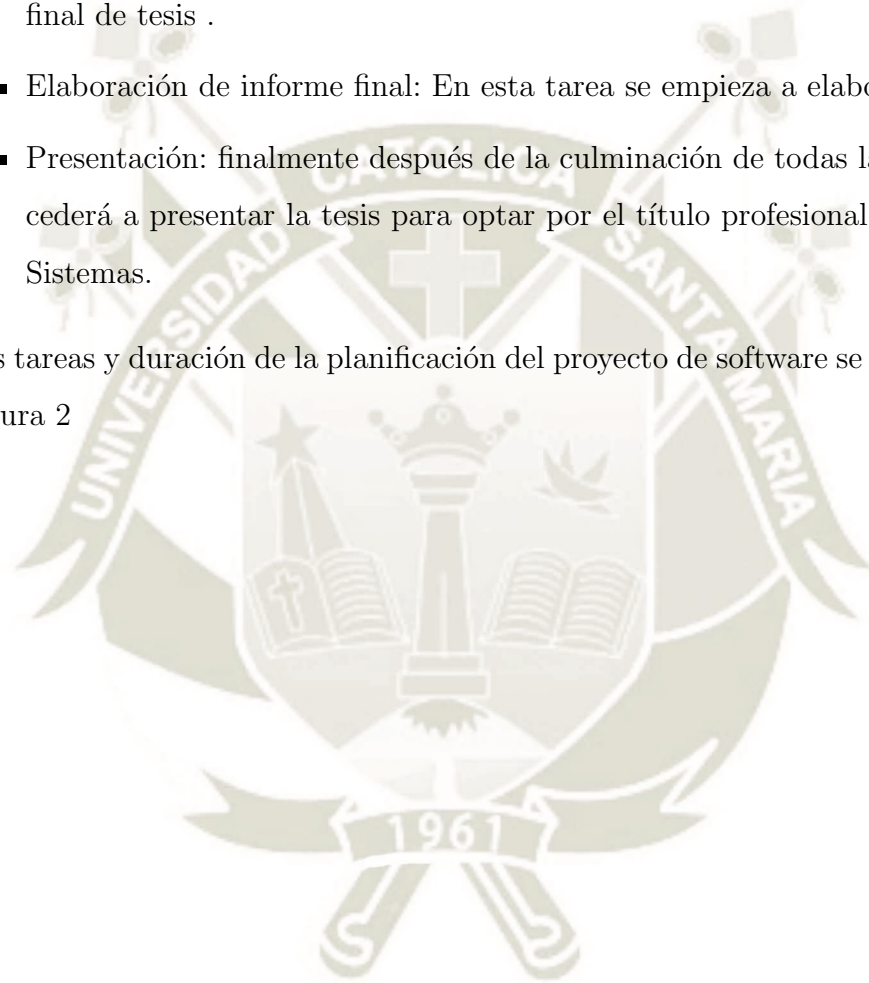 final de tesis .
Elaboración de informe final: En esta tarea se empieza a elabo
Presentación: finalmente después de la culminación de todas la
cederá a presentar la tesis para optar por el título profesional
Sistemas.
s tareas y duración de la planificación del proyecto de software se
ura 2
UNIVERSIDAD CATOLICA SANTA MARIA
1961